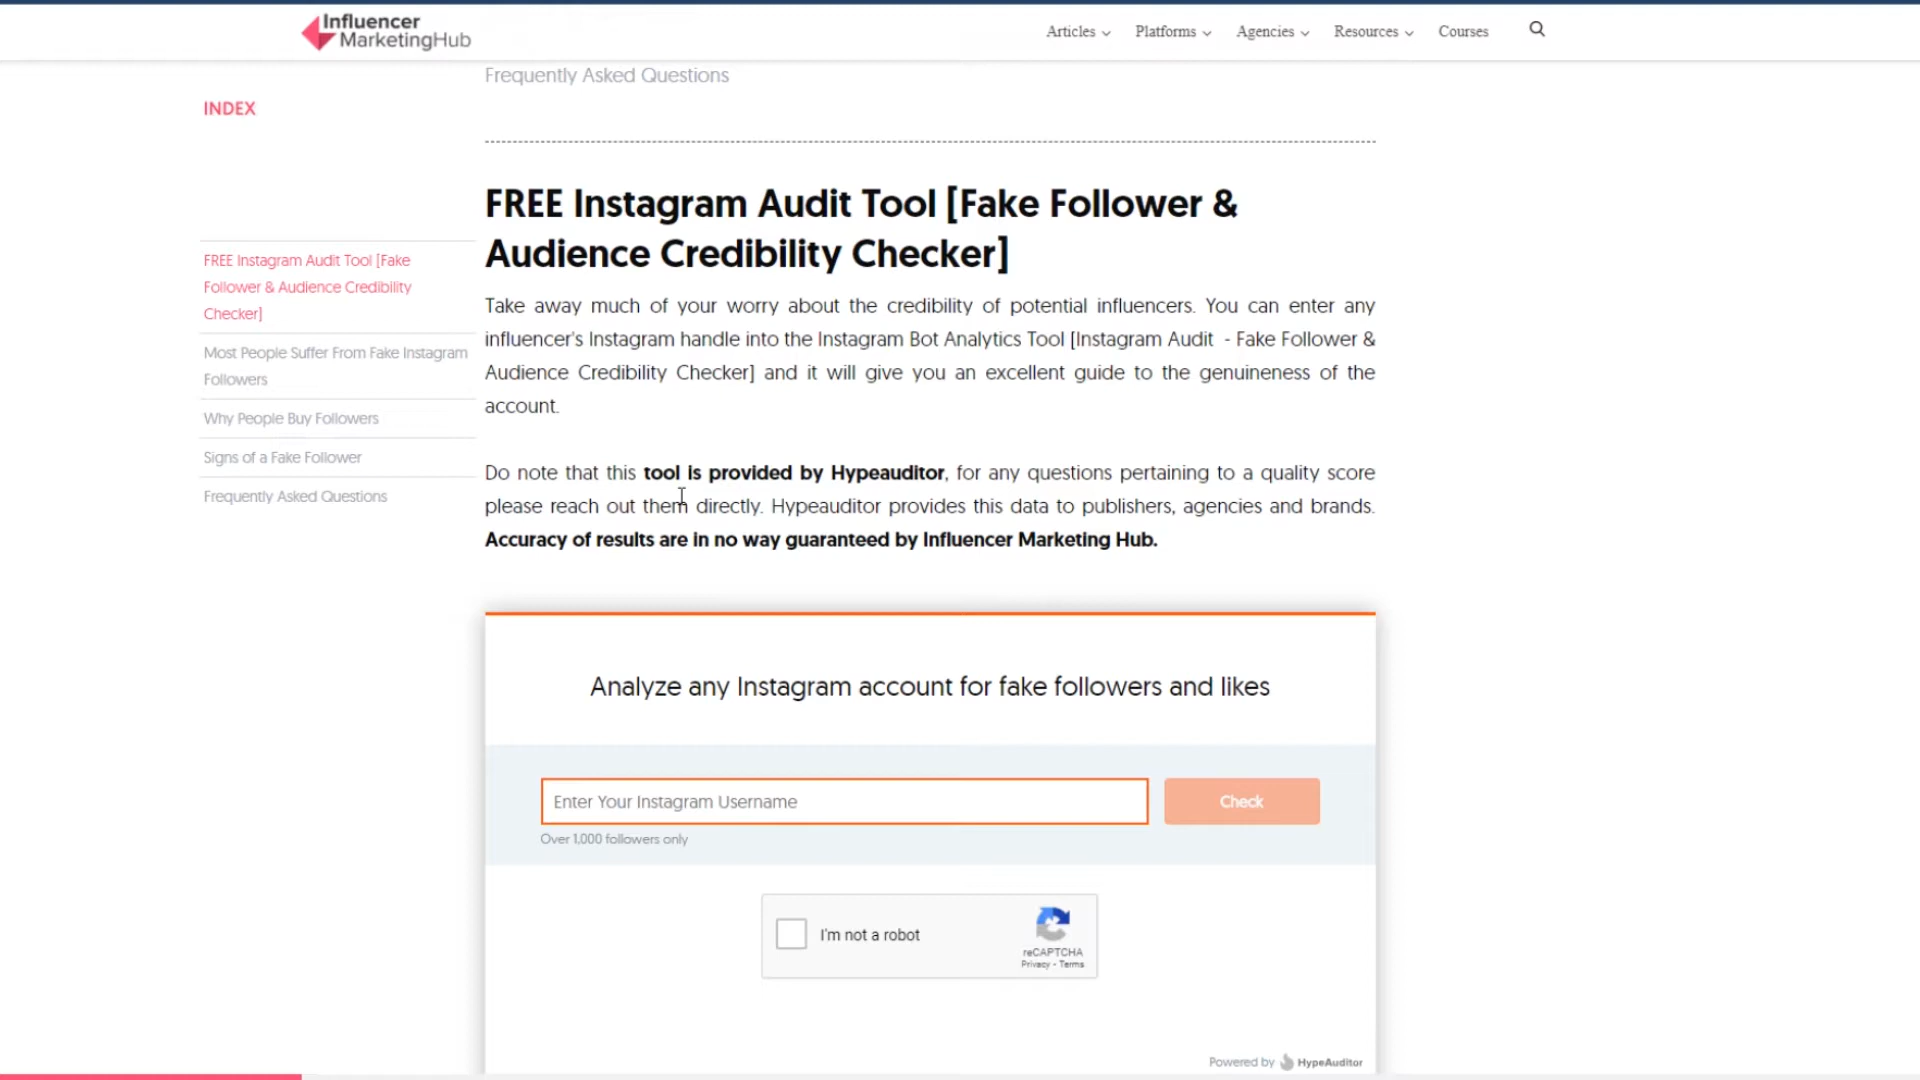 Influencer
MarketingHub
Articles
Platforms
Agencies
Resources
Courses
Frequently Asked Questions
INDEX
FREE Instagram Audit Tool [Fake
Follower & Audience Credibility
Checker]
Most People Suffer From Fake Instagram
Followers
Why People Buy Followers
Signs of a Fake Follower
Frequently Asked Questions
FREE Instagram Audit Tool [Fake Follower &
Audience Credibility Checker]
Take away much of your worry about the credibility of potential influencers. You can enter any
influencer's Instagram handle into the Instagram Bot Analytics Tool [Instagram Audit - Fake Follower &
Audience Credibility Checker] and it will give you an excellent guide to the genuineness of the
account.
Do note that this tool is provided by Hypeauditor, for any questions pertaining to a quality score
please reach out them directly. Hypeauditor provides this data to publishers, agencies and brands.
Accuracy of results are in no way guaranteed by Influencer Marketing Hub.
Analyze any Instagram account for fake followers and likes
Enter Your Instagram Username
Check
Over 1,000 followers only
I'm not a robot
reCAPTCHA
Privacy - Terms
Powered by HypeAuditor